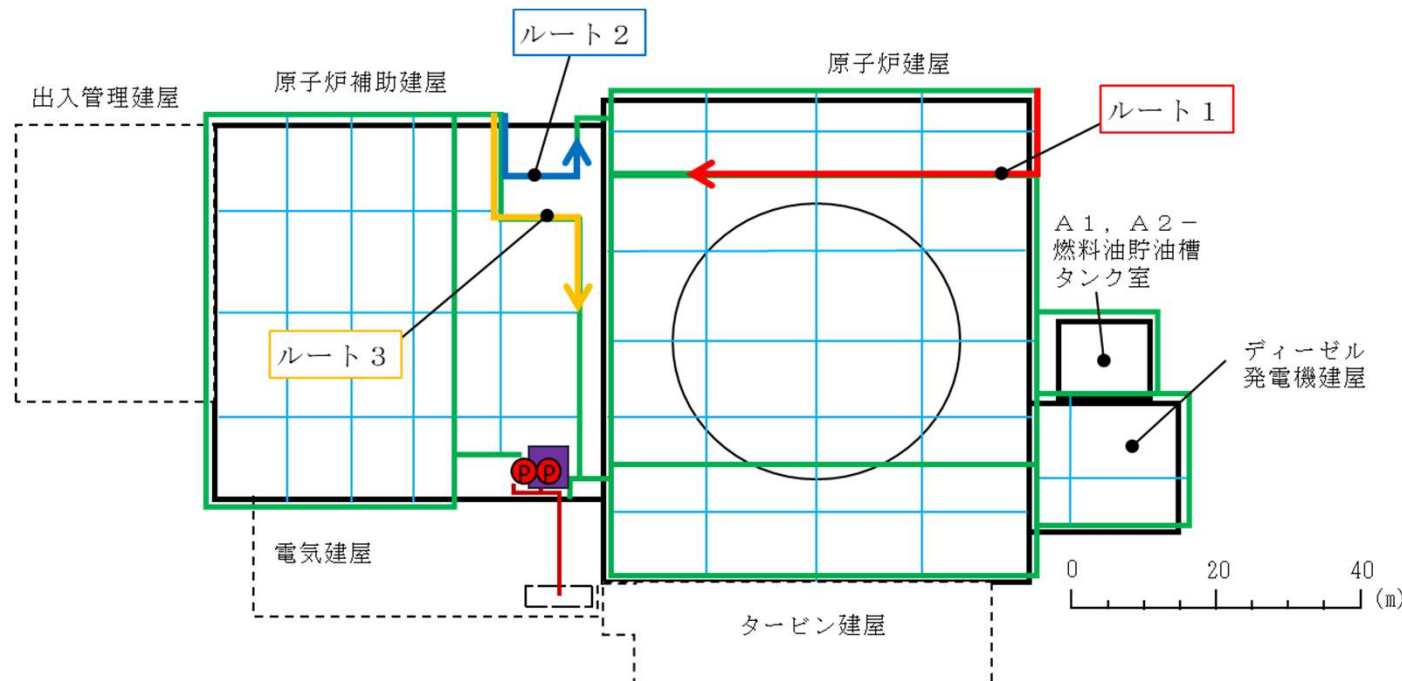 ルート２
原子炉補助建屋
原子炉建屋
出入管理建屋
ルート１
Ａ１，Ａ２－
燃料油貯油槽
タンク室
ルート３
ディーゼル
発電機建屋
P P
電気建屋
0 20 40
(m)
タービン建屋